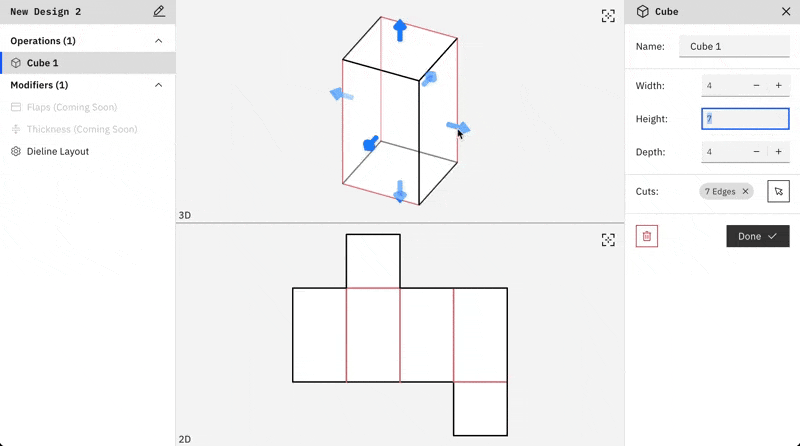 New Design 2
Operations (1)
Cube 1
Modifiers (1)
Flaps (Coming Soon)
Thickness (Coming Soon)
Dieline Layout
3D
2D
Cube
Name: Cube 1
Width: 4
Height: 7
Depth: 4
Cuts: 7 Edges
Done